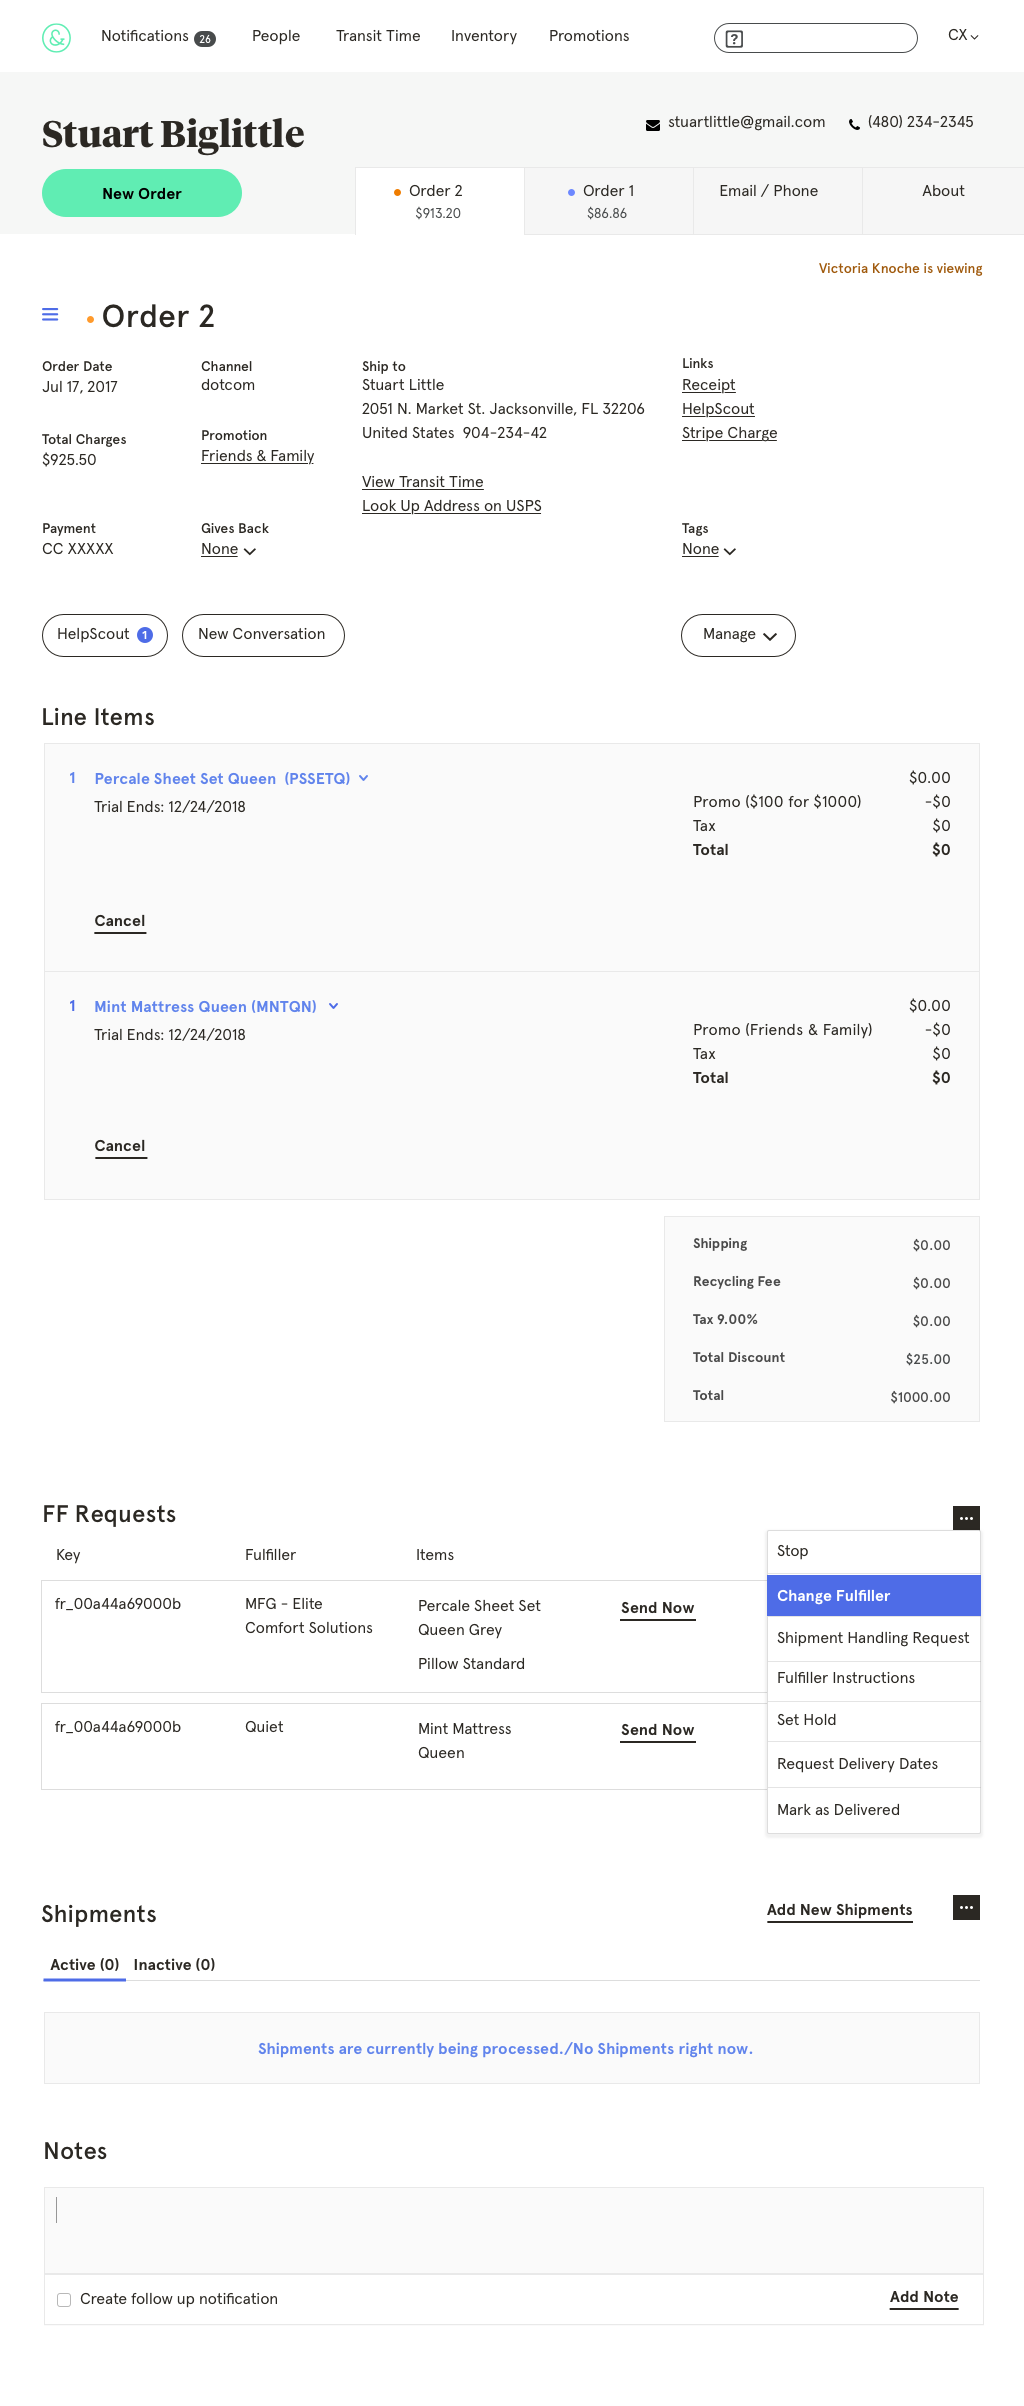 &
Notifications 26
People
Transit Time
Inventory
Promotions
?
CX
Stuart Biglittle
stuartlittle@gmail.com
(480) 234-2345
New Order
Order 2
$913.20
Order 1
$86.86
Email / Phone
About
Victoria Knoche is viewing
Order 2
Order Date
Jul 17, 2017
Channel
dotcom
Ship to
Stuart Little
2051 N. Market St. Jacksonville, FL 32206
United States  904-234-42
Links
Receipt
HelpScout
Stripe Charge
Total Charges
$925.50
Promotion
Friends & Family
View Transit Time
Look Up Address on USPS
Payment
CC XXXXX
Gives Back
None
Tags
None
HelpScout 1
New Conversation
Manage
Line Items
1 Percale Sheet Set Queen  (PSSETQ)
Trial Ends: 12/24/2018
$0.00
Promo ($100 for $1000) -$0
Tax $0
Total $0
Cancel
1 Mint Mattress Queen (MNTQN)
Trial Ends: 12/24/2018
$0.00
Promo (Friends & Family) -$0
Tax $0
Total $0
Cancel
Shipping $0.00
Recycling Fee $0.00
Tax 9.00% $0.00
Total Discount $25.00
Total $1000.00
FF Requests
Key Fulfiller Items
fr_00a44a69000b
MFG - Elite
Comfort Solutions
Percale Sheet Set
Queen Grey
Pillow Standard
Send Now
fr_00a44a69000b
Quiet
Mint Mattress
Queen
Send Now
Stop
Change Fulfiller
Shipment Handling Request
Fulfiller Instructions
Set Hold
Request Delivery Dates
Mark as Delivered
Shipments
Add New Shipments
Active (0) Inactive (0)
Shipments are currently being processed./No Shipments right now.
Notes
Create follow up notification
Add Note